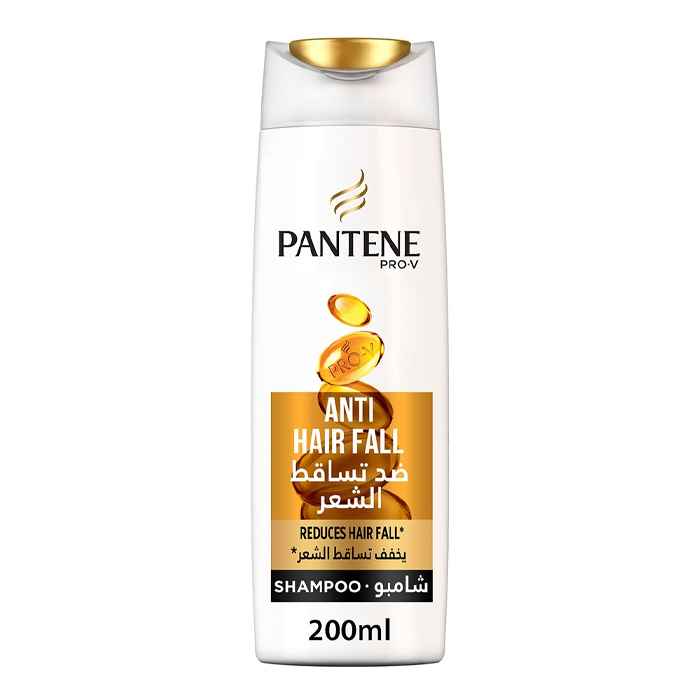 PANTENE
PRO-V
PRO-V
ANTI
HAIR FALL
ضد تساقط
الشعر
REDUCES HAIR FALL*
يخفف تساقط الشعر*
SHAMPOO • شامبو
200ml